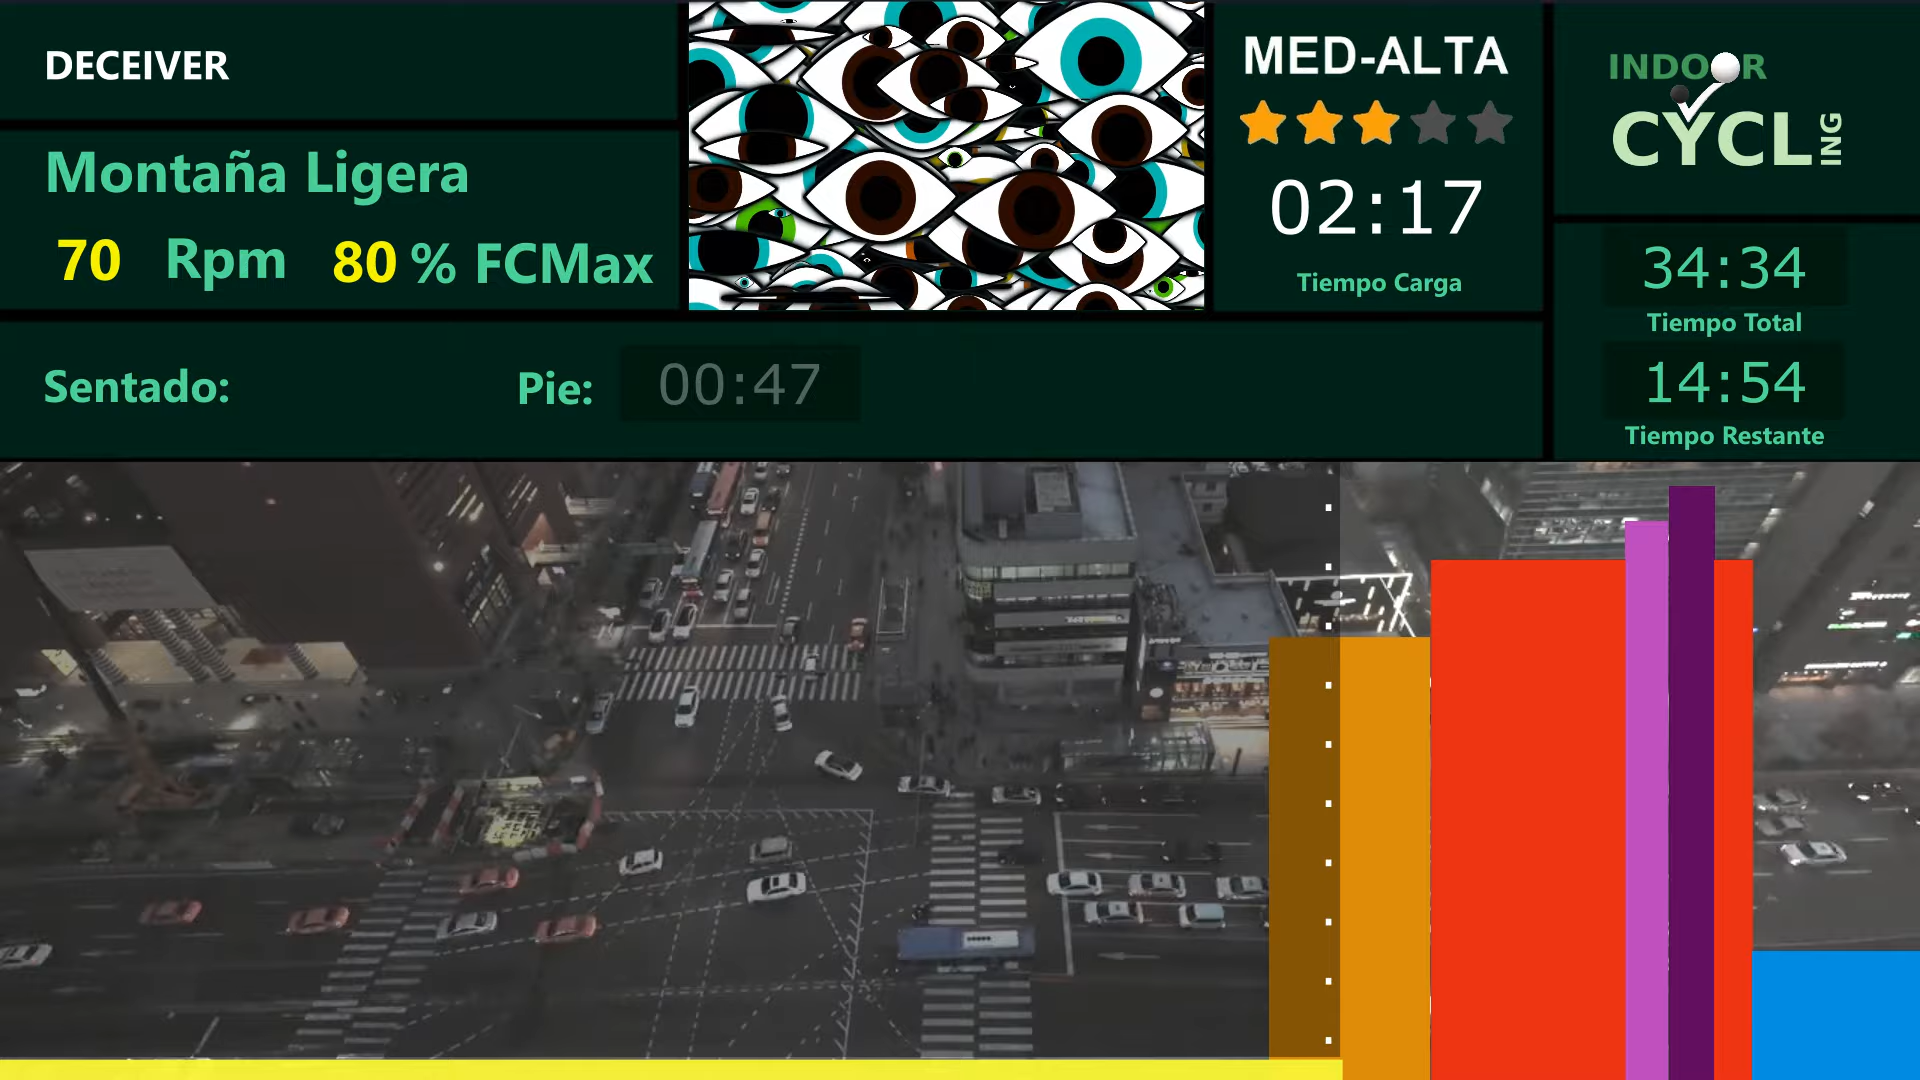 DECEIVER
Montaña Ligera
70 Rpm 80 % FCMax
MED-ALTA
02:17
Tiempo Carga
INDOOR
CYCLING
34:34
Tiempo Total
14:54
Tiempo Restante
Sentado:
Pie: 00:47